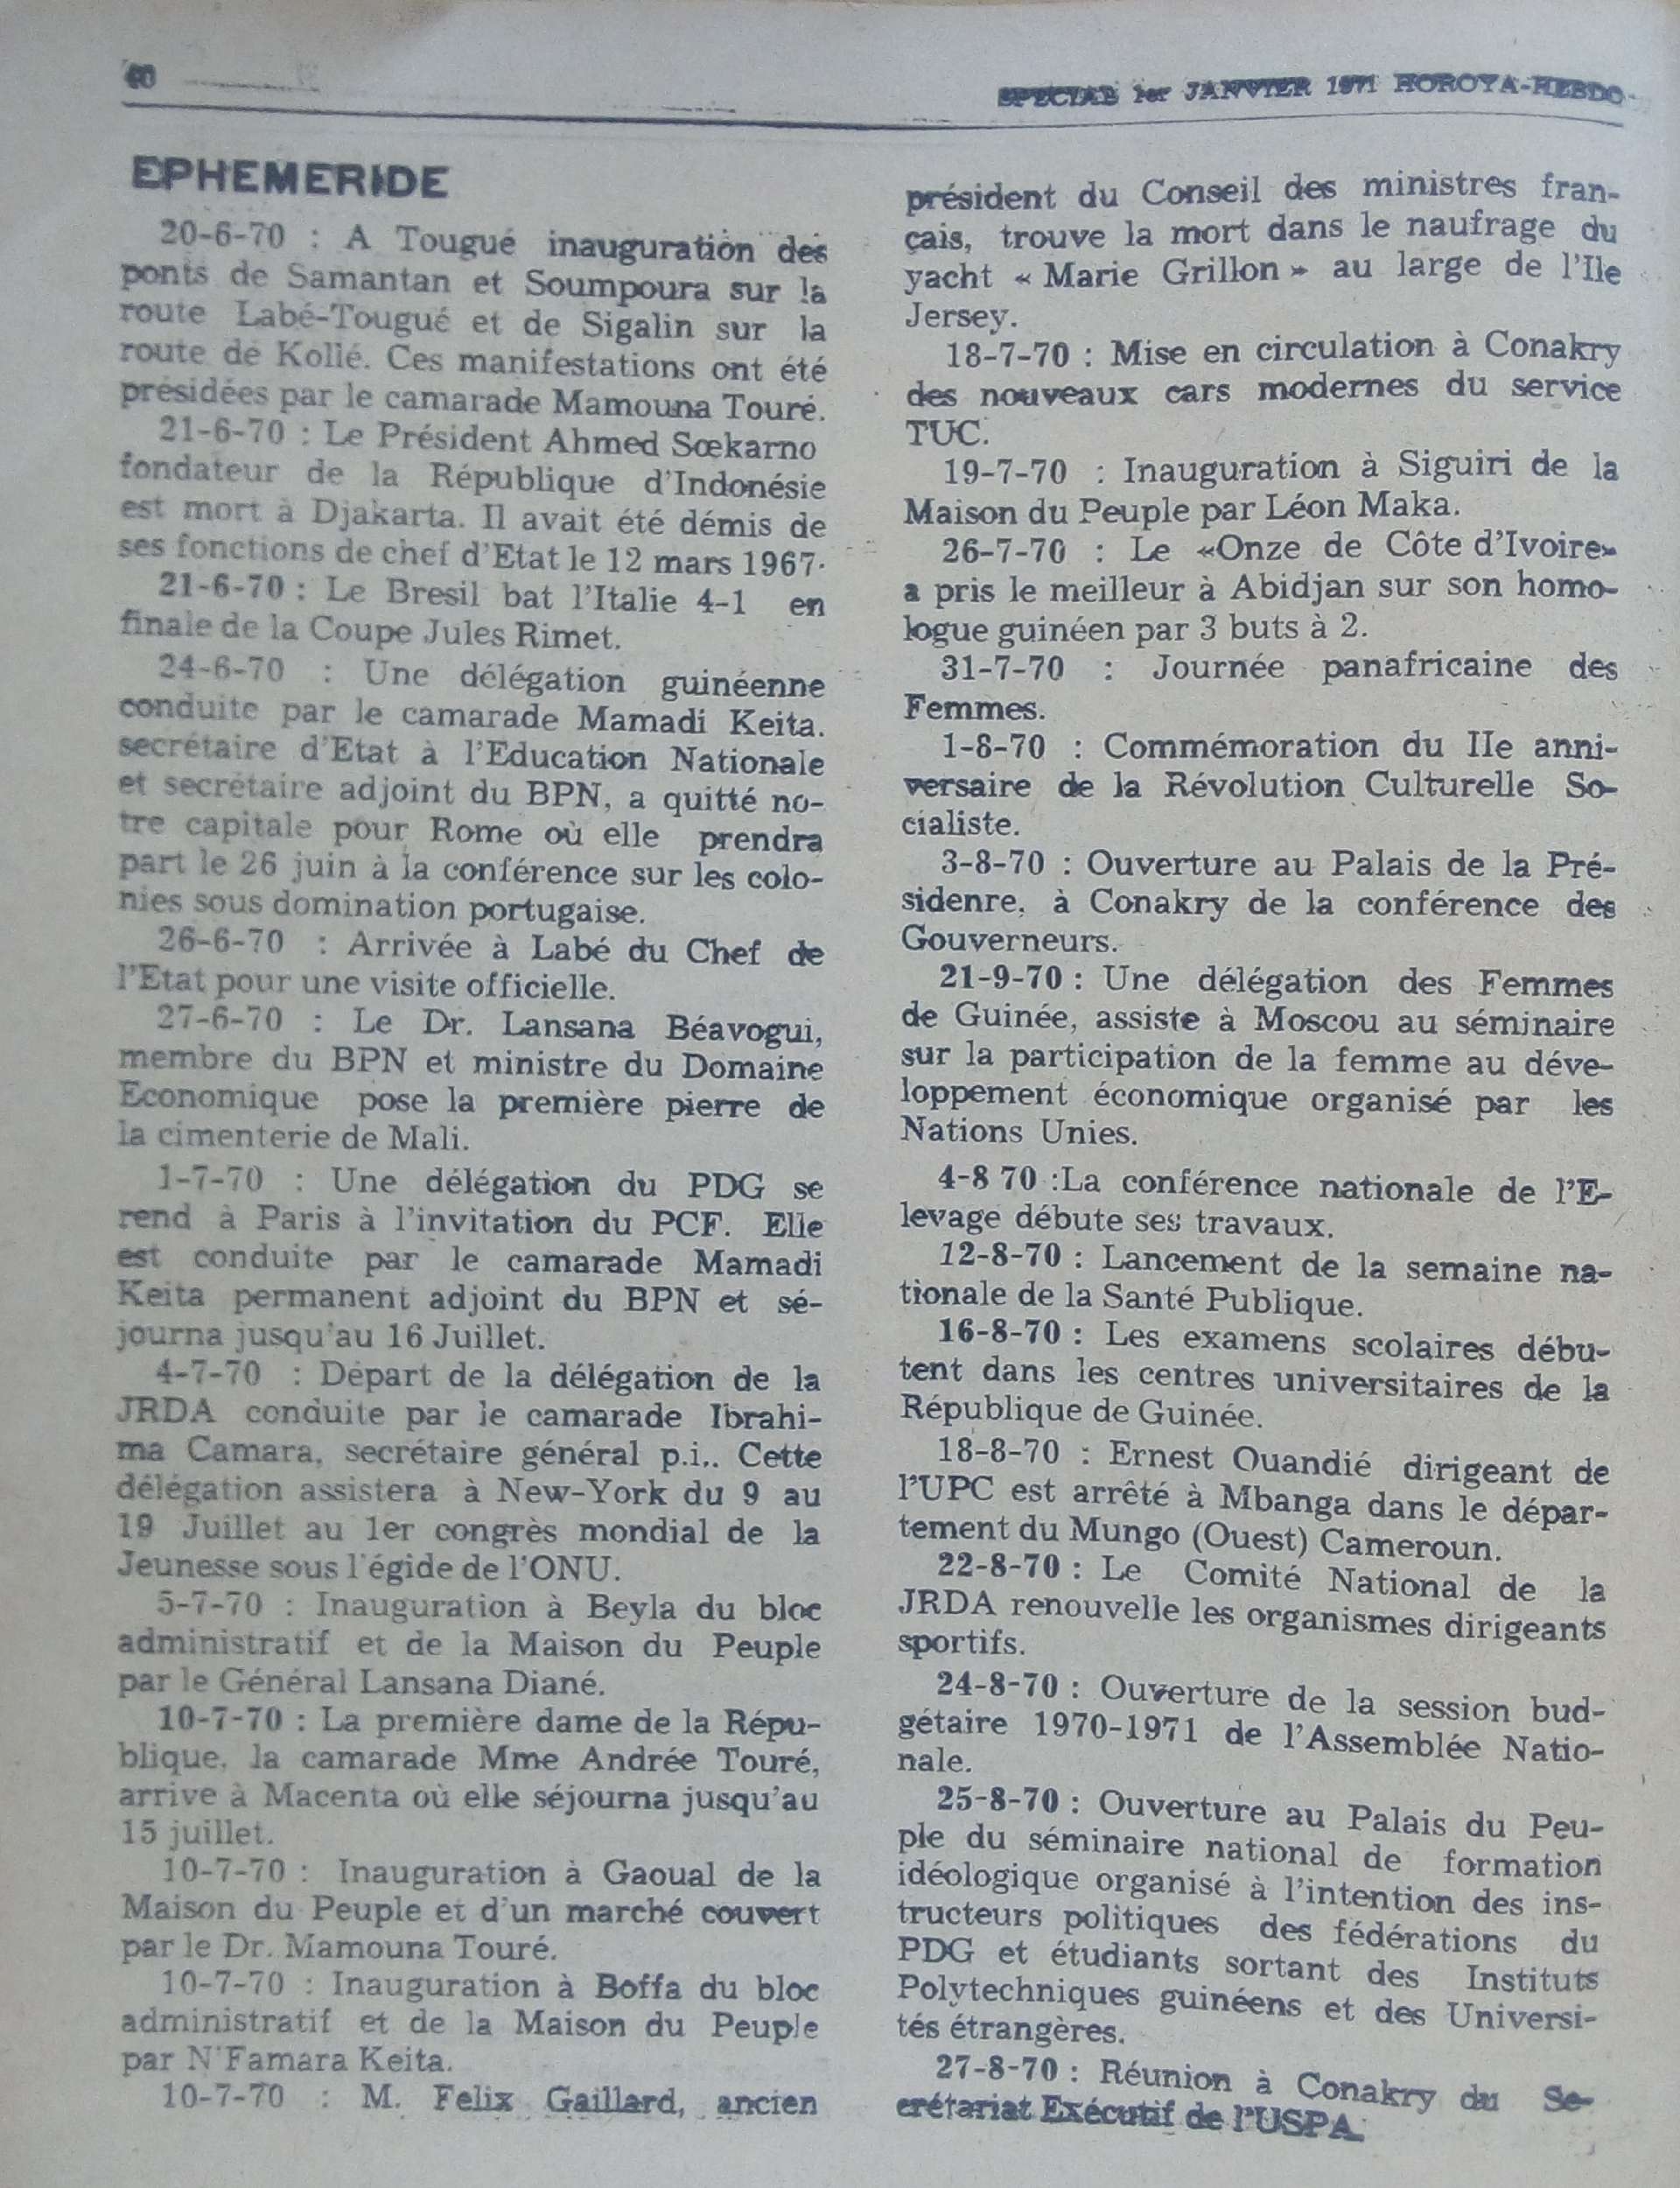 40
SPECIAL 1er JANVIER 1971 HOROYA-HEBDO
EPHEMERIDE
20-6-70 : A Tougué inauguration des
ponts de Samantan et Soumpoura sur la
route Labé-Tougué et de Sigalin sur la
route de Kollé. Ces manifestations ont été
présidées par le camarade Mamouna Touré.
21-6-70 : Le Président Ahmed Sœkarno
fondateur de la République d'Indonésie
est mort à Djakarta. Il avait été démis de
ses fonctions de chef d'Etat le 12 mars 1967.
21-6-70 : Le Bresil bat l'Italie 4-1 en
finale de la Coupe Jules Rimet.
24-6-70 : Une délégation guinéenne
conduite par le camarade Mamadi Keita.
secrétaire d'Etat à l'Education Nationale
et secrétaire adjoint du BPN, a quitté no-
tre capitale pour Rome où elle prendra
part le 26 juin à la conférence sur les colo-
nies sous domination portugaise.
26-6-70 : Arrivée à Labé du Chef de
l'Etat pour une visite officielle.
27-6-70 : Le Dr. Lansana Béavogui,
membre du BPN et ministre du Domaine
Economique pose la première pierre de
la cimenterie de Mali.
1-7-70 : Une délégation du PDG se
rend à Paris à l'invitation du PCF. Elle
est conduite par le camarade Mamadi
Keita permanent adjoint du BPN et sé-
journa jusqu'au 16 Juillet.
4-7-70 : Départ de la délégation de la
JRDA conduite par le camarade Ibrahi-
ma Camara, secrétaire général p.i.. Cette
délégation assistera à New-York du 9 au
19 Juillet au 1er congrès mondial de la
Jeunesse sous l'égide de l'ONU.
5-7-70 : Inauguration à Beyla du bloc
administratif et de la Maison du Peuple
par le Général Lansana Diané.
10-7-70 : La première dame de la Répu-
blique, la camarade Mme Andrée Touré,
arrive à Macenta où elle séjourna jusqu'au
15 juillet.
10-7-70 : Inauguration à Gaoual de la
Maison du Peuple et d'un marché couvert
par le Dr. Mamouna Touré.
10-7-70 : Inauguration à Boffa du bloc
administratif et de la Maison du Peuple
par N'Famara Keita.
10-7-70 : M. Felix Gaillard, ancien
président du Conseil des ministres fran-
çais, trouve la mort dans le naufrage du
yacht « Marie Grillon » au large de l'Ile
Jersey.
18-7-70 : Mise en circulation à Conakry
des nouveaux cars modernes du service
TUC.
19-7-70 : Inauguration à Siguiri de la
Maison du Peuple par Léon Maka.
26-7-70 : Le «Onze de Côte d'Ivoire»
a pris le meilleur à Abidjan sur son homo-
logue guinéen par 3 buts à 2.
31-7-70 : Journée panafricaine des
Femmes.
1-8-70 : Commémoration du IIe anni-
versaire de la Révolution Culturelle So-
cialiste.
3-8-70 : Ouverture au Palais de la Pré-
sidenre, à Conakry de la conférence des
Gouverneurs.
21-9-70 : Une délégation des Femmes
de Guinée, assiste à Moscou au séminaire
sur la participation de la femme au déve-
loppement économique organisé par les
Nations Unies.
4-8 70 :La conférence nationale de l'E-
levage débute ses travaux.
12-8-70 : Lancement de la semaine na-
tionale de la Santé Publique.
16-8-70 : Les examens scolaires débu-
tent dans les centres universitaires de la
République de Guinée.
18-8-70 : Ernest Ouandié dirigeant de
l'UPC est arrêté à Mbanga dans le dépar-
tement du Mungo (Ouest) Cameroun.
22-8-70 : Le Comité National de la
JRDA renouvelle les organismes dirigeants
sportifs.
24-8-70 : Ouverture de la session bud-
gétaire 1970-1971 de l'Assemblée Natio-
nale.
25-8-70 : Ouverture au Palais du Peu-
ple du séminaire national de formation
idéologique organisé à l'intention des ins-
tructeurs politiques des fédérations du
PDG et étudiants sortant des Instituts
Polytechniques guinéens et des Universi-
tés étrangères.
27-8-70 : Réunion à Conakry du Se-
crétariat Exécutif de l'USPA.